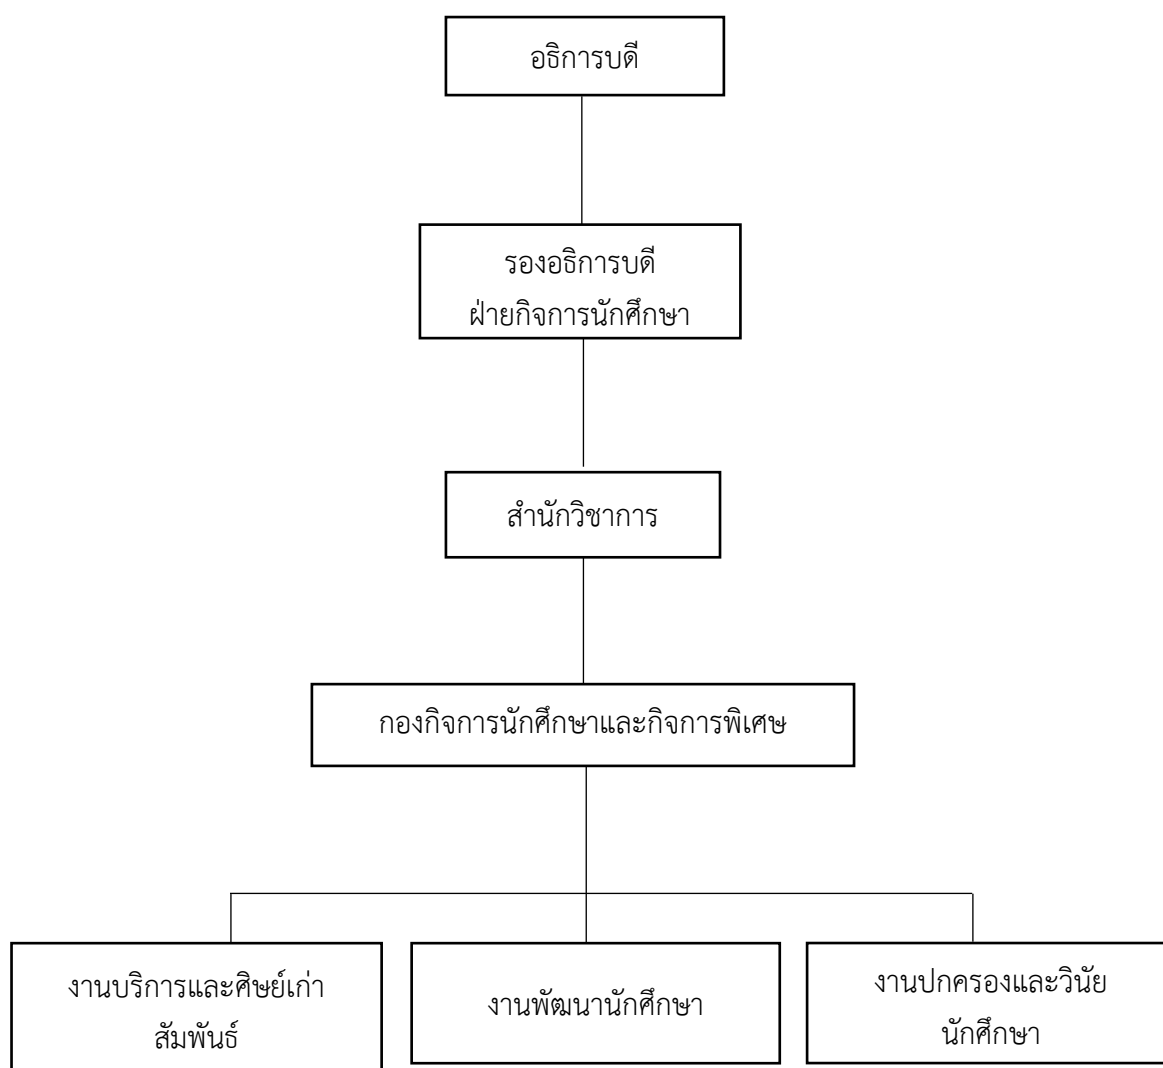 อธิการบดี
รองอธิการบดี
ฝ่ายกิจการนักศึกษา
สำนักวิชาการ
กองกิจการนักศึกษาและกิจการพิเศษ
งานบริการและศิษย์เก่า
สัมพันธ์
งานพัฒนานักศึกษา
งานปกครองและวินัย
นักศึกษา